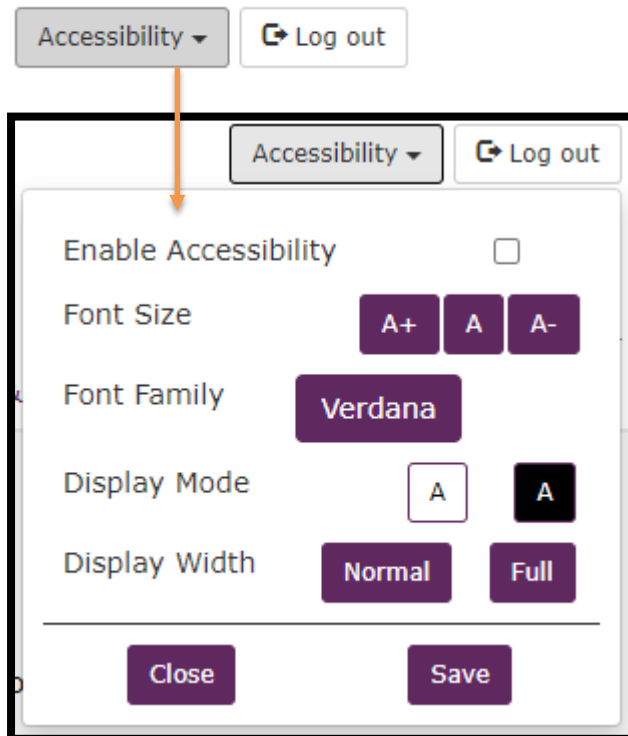 Accessibility Log out
Accessibility Log out
Enable Accessibility
Font Size A+ A A-
Font Family Verdana
Display Mode A A
Display Width Normal Full
Close Save